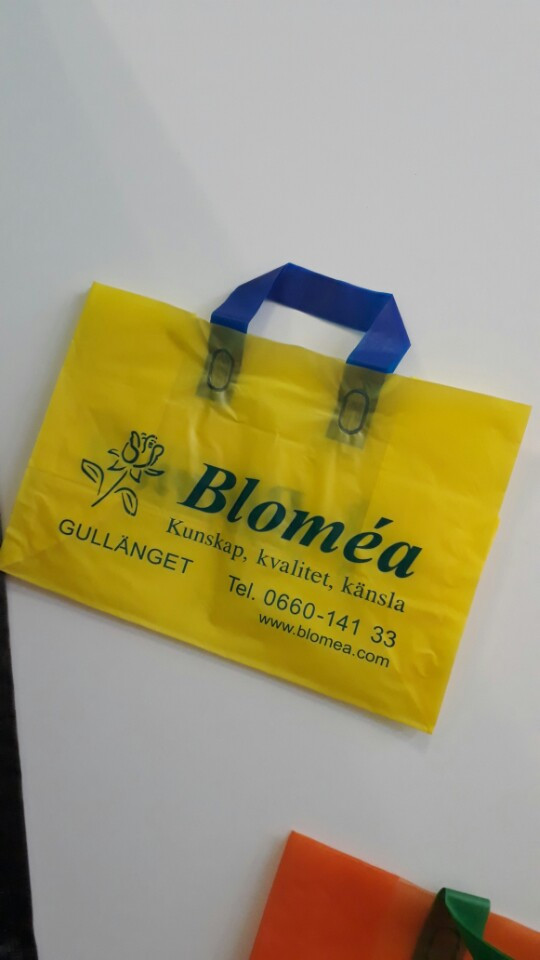 Bloméa
Kunskap, kvalitet, känsla
GULLÄNGET
Tel. 0660-141 33
www.blomea.com